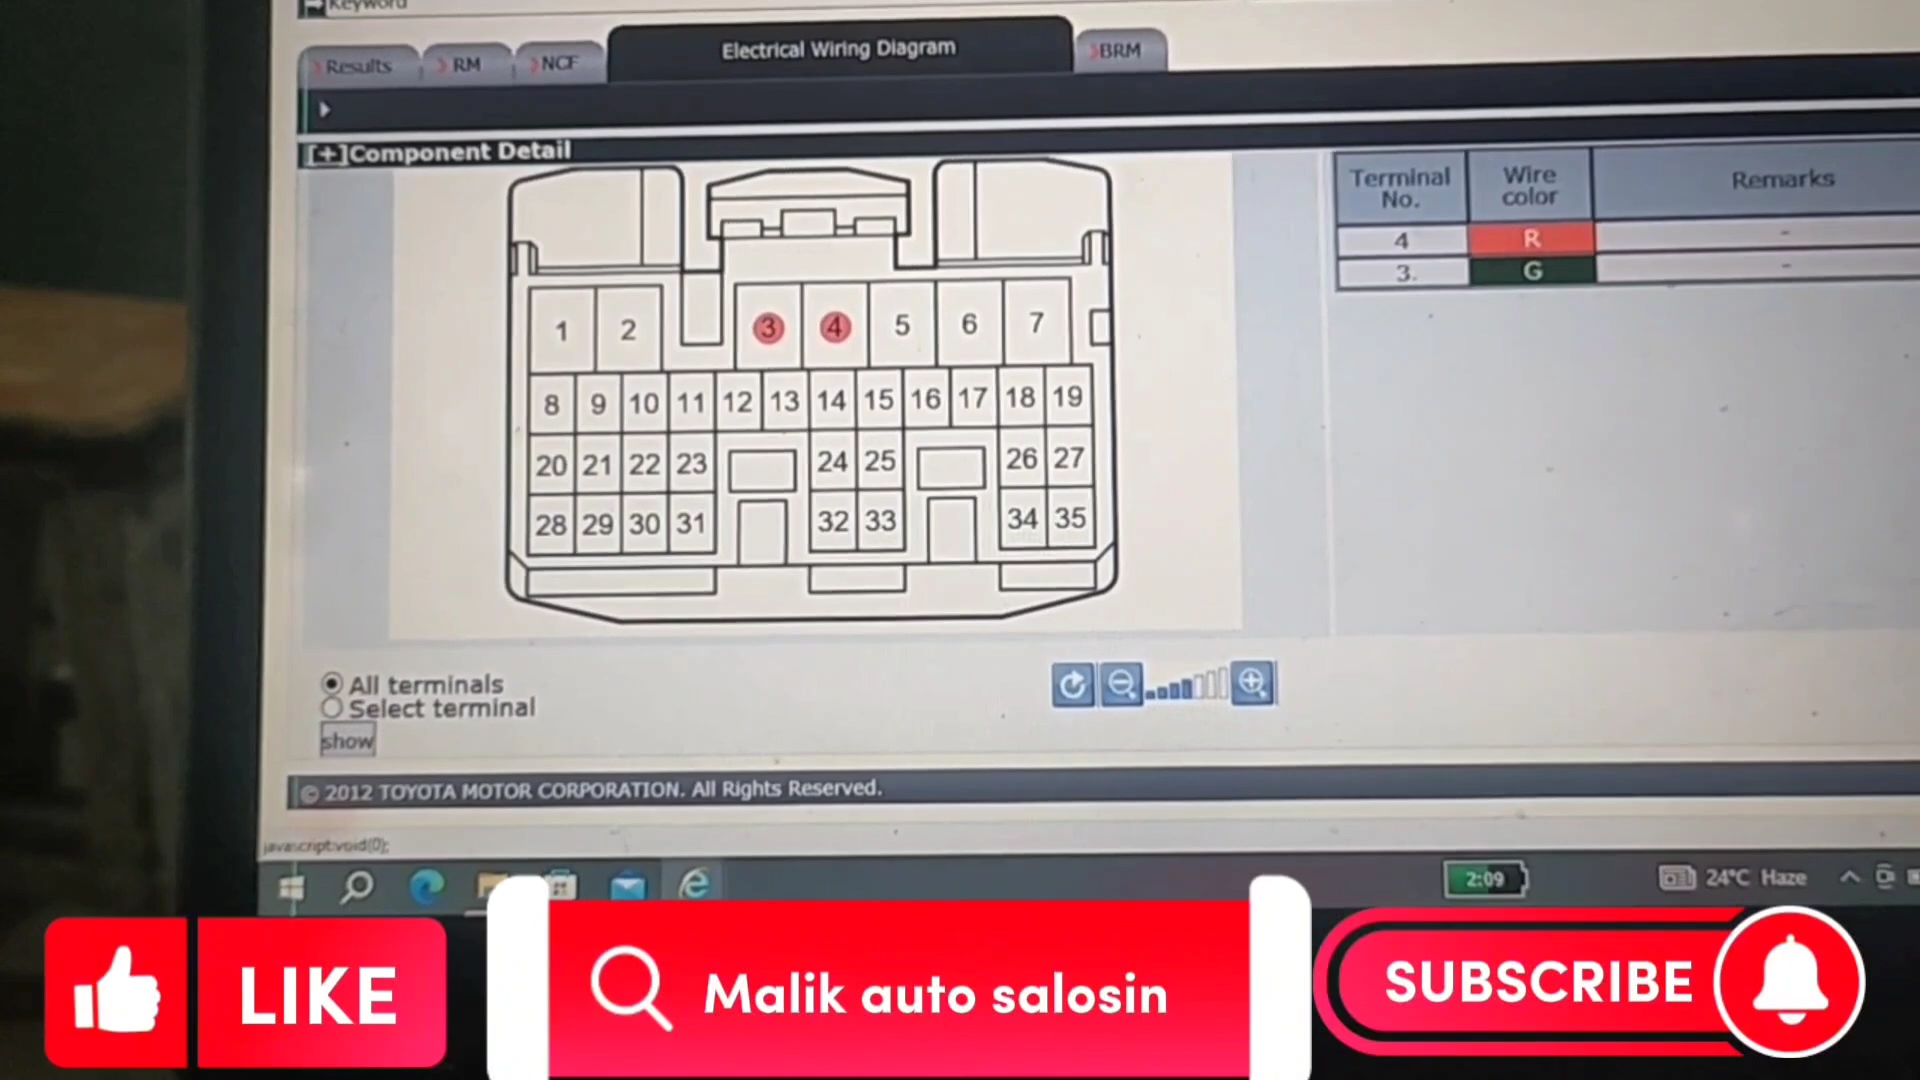 Keyword
Results
RM
NCF
Electrical Wiring Diagram
BRM
[+]Component Detail
Terminal No.
Wire color
Remarks
4
R
-
3.
G
-
1 2 3 4 5 6 7
8 9 10 11 12 13 14 15 16 17 18 19
20 21 22 23 24 25 26 27
28 29 30 31 32 33 34 35
All terminals
Select terminal
show
© 2012 TOYOTA MOTOR CORPORATION. All Rights Reserved.
javascript:void(0);
2:09
24°C Haze
LIKE
Malik auto salosin
SUBSCRIBE